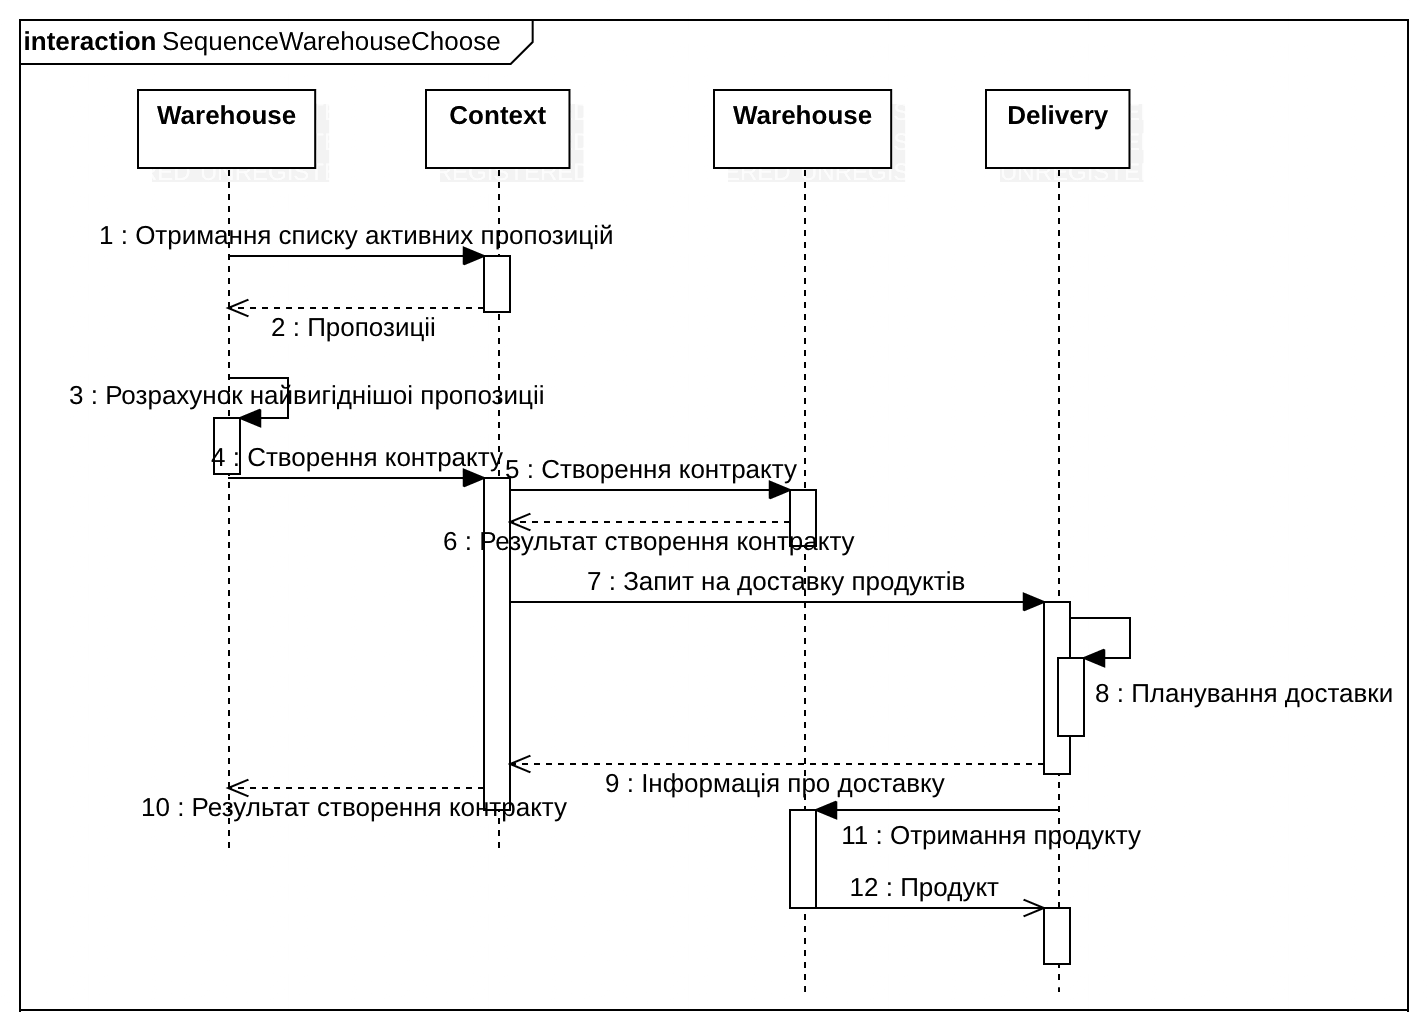 interaction SequenceWarehouseChoose
Warehouse
Context
Warehouse
Delivery
1 : Отримання списку активних пропозицій
2 : Пропозиціі
3 : Розрахунок найвигіднішоі пропозиціі
4 : Створення контракту
5 : Створення контракту
6 : Результат створення контракту
7 : Запит на доставку продуктів
8 : Планування доставки
9 : Інформація про доставку
10 : Результат створення контракту
11 : Отримання продукту
12 : Продукт